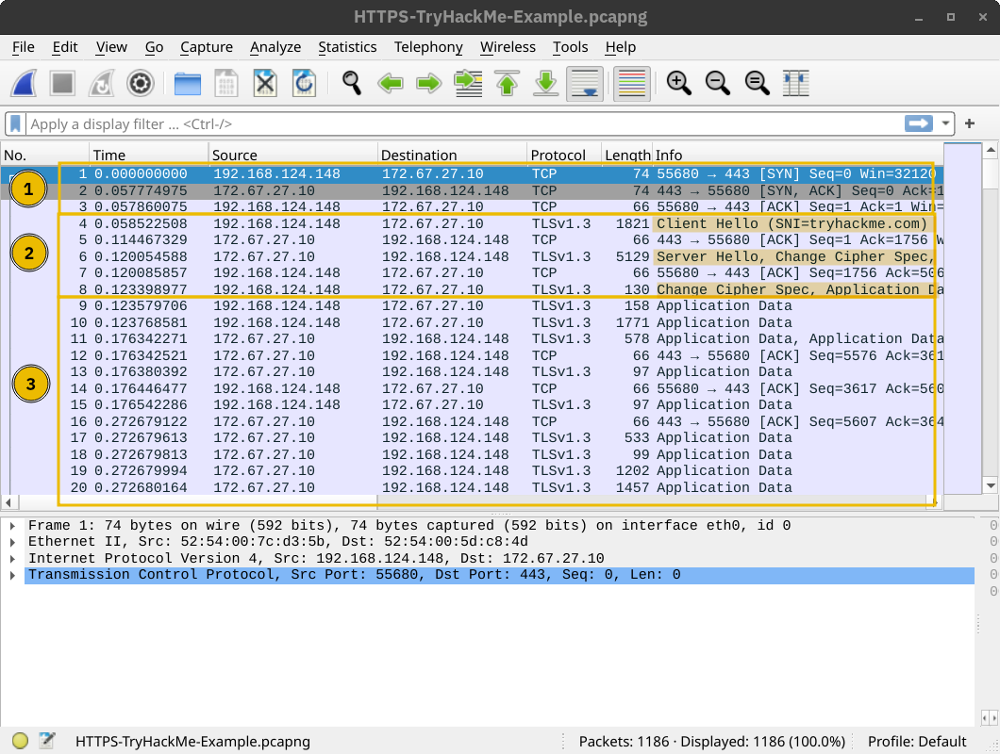 HTTPS-TryHackMe-Example.pcapng
File Edit View Go Capture Analyze Statistics Telephony Wireless Tools Help
Apply a display filter ... <Ctrl-/>
No. Time Source Destination Protocol Length Info
1
2
3
1 0.000000000 192.168.124.148 172.67.27.10 TCP 74 55680 → 443 [SYN] Seq=0 Win=32120
2 0.057774975 172.67.27.10 192.168.124.148 TCP 74 443 → 55680 [SYN, ACK] Seq=0 Ack=1
3 0.057860075 192.168.124.148 172.67.27.10 TCP 66 55680 → 443 [ACK] Seq=1 Ack=1 Win=
4 0.058522508 192.168.124.148 172.67.27.10 TLSv1.3 1821 Client Hello (SNI=tryhackme.com)
5 0.114467329 172.67.27.10 192.168.124.148 TCP 66 443 → 55680 [ACK] Seq=1 Ack=1756 W
6 0.120054588 172.67.27.10 192.168.124.148 TLSv1.3 5129 Server Hello, Change Cipher Spec,
7 0.120085857 192.168.124.148 172.67.27.10 TCP 66 55680 → 443 [ACK] Seq=1756 Ack=506
8 0.123398977 192.168.124.148 172.67.27.10 TLSv1.3 130 Change Cipher Spec, Application Da
9 0.123579706 192.168.124.148 172.67.27.10 TLSv1.3 158 Application Data
10 0.123768581 192.168.124.148 172.67.27.10 TLSv1.3 1771 Application Data
11 0.176342271 172.67.27.10 192.168.124.148 TLSv1.3 578 Application Data, Application Data
12 0.176342521 172.67.27.10 192.168.124.148 TCP 66 443 → 55680 [ACK] Seq=5576 Ack=361
13 0.176380392 192.168.124.148 172.67.27.10 TLSv1.3 97 Application Data
14 0.176446477 192.168.124.148 172.67.27.10 TCP 66 55680 → 443 [ACK] Seq=3617 Ack=560
15 0.176542286 192.168.124.148 172.67.27.10 TLSv1.3 97 Application Data
16 0.272679122 172.67.27.10 192.168.124.148 TCP 66 443 → 55680 [ACK] Seq=5607 Ack=364
17 0.272679613 172.67.27.10 192.168.124.148 TLSv1.3 533 Application Data
18 0.272679813 172.67.27.10 192.168.124.148 TLSv1.3 99 Application Data
19 0.272679994 172.67.27.10 192.168.124.148 TLSv1.3 1202 Application Data
20 0.272680164 172.67.27.10 192.168.124.148 TLSv1.3 1457 Application Data
Frame 1: 74 bytes on wire (592 bits), 74 bytes captured (592 bits) on interface eth0, id 0
Ethernet II, Src: 52:54:00:7c:d3:5b, Dst: 52:54:00:5d:c8:4d
Internet Protocol Version 4, Src: 192.168.124.148, Dst: 172.67.27.10
Transmission Control Protocol, Src Port: 55680, Dst Port: 443, Seq: 0, Len: 0
0
0
0
0
0
HTTPS-TryHackMe-Example.pcapng Packets: 1186 · Displayed: 1186 (100.0%) Profile: Default